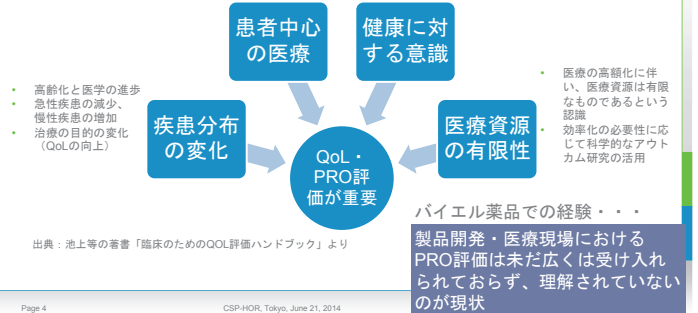 患者中心
の医療
健康に対
する意識
• 高齢化と医学の進歩
• 急性疾患の減少、
慢性疾患の増加
• 治療の目的の変化
（QoLの向上）
疾患分布
の変化
医療資源
の有限性
• 医療の高額化に伴
い、医療資源は有限
なものであるという
認識
• 効率化の必要性に応
じて科学的なアウト
カム研究の活用
QoL・
PRO評
価が重要
出典：池上等の著書「臨床のためのQOL評価ハンドブック」より
バイエル薬品での経験・・・
製品開発・医療現場における
PRO評価は未だ広くは受け入れ
られておらず、理解されていない
のが現状
Page 4
CSP-HOR, Tokyo, June 21, 2014